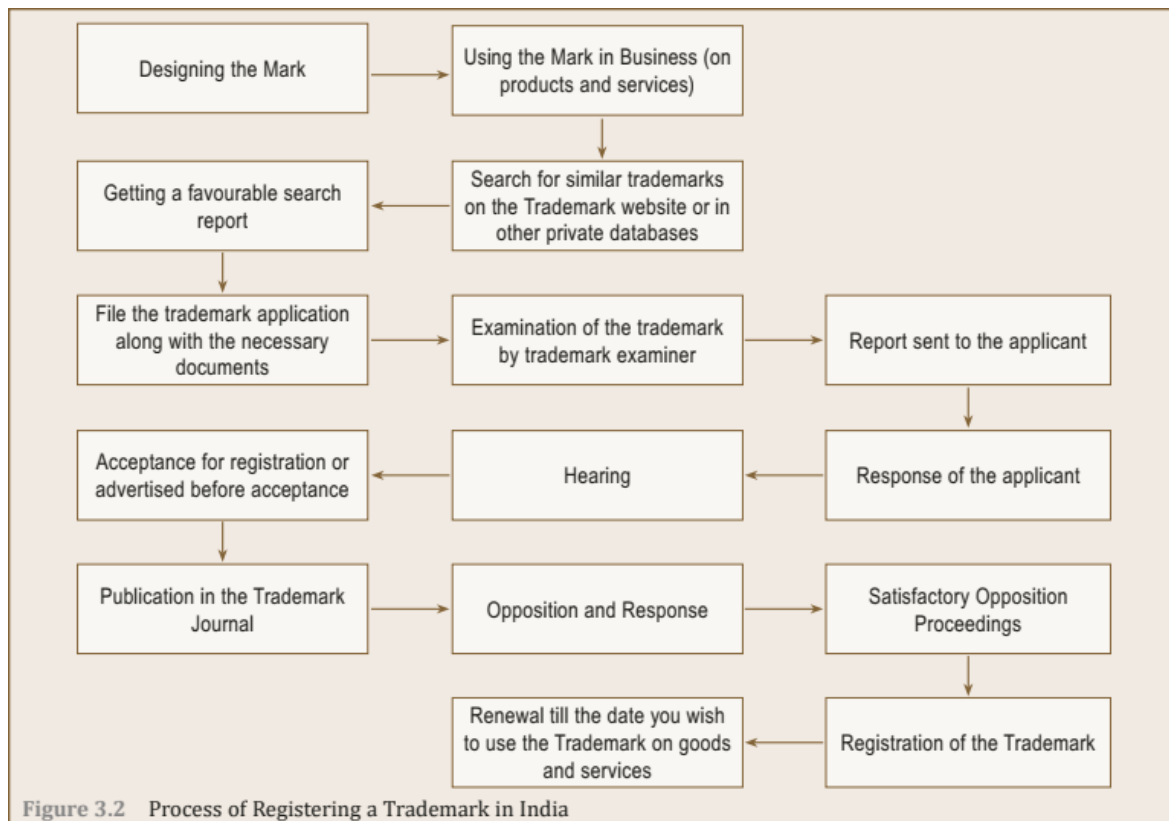 Designing the Mark
Using the Mark in Business (on
products and services)
Search for similar trademarks
on the Trademark website or in
other private databases
Getting a favourable search
report
File the trademark application
along with the necessary
documents
Examination of the trademark
by trademark examiner
Report sent to the applicant
Response of the applicant
Hearing
Acceptance for registration or
advertised before acceptance
Publication in the Trademark
Journal
Opposition and Response
Satisfactory Opposition
Proceedings
Registration of the Trademark
Renewal till the date you wish
to use the Trademark on goods
and services
Figure 3.2 Process of Registering a Trademark in India